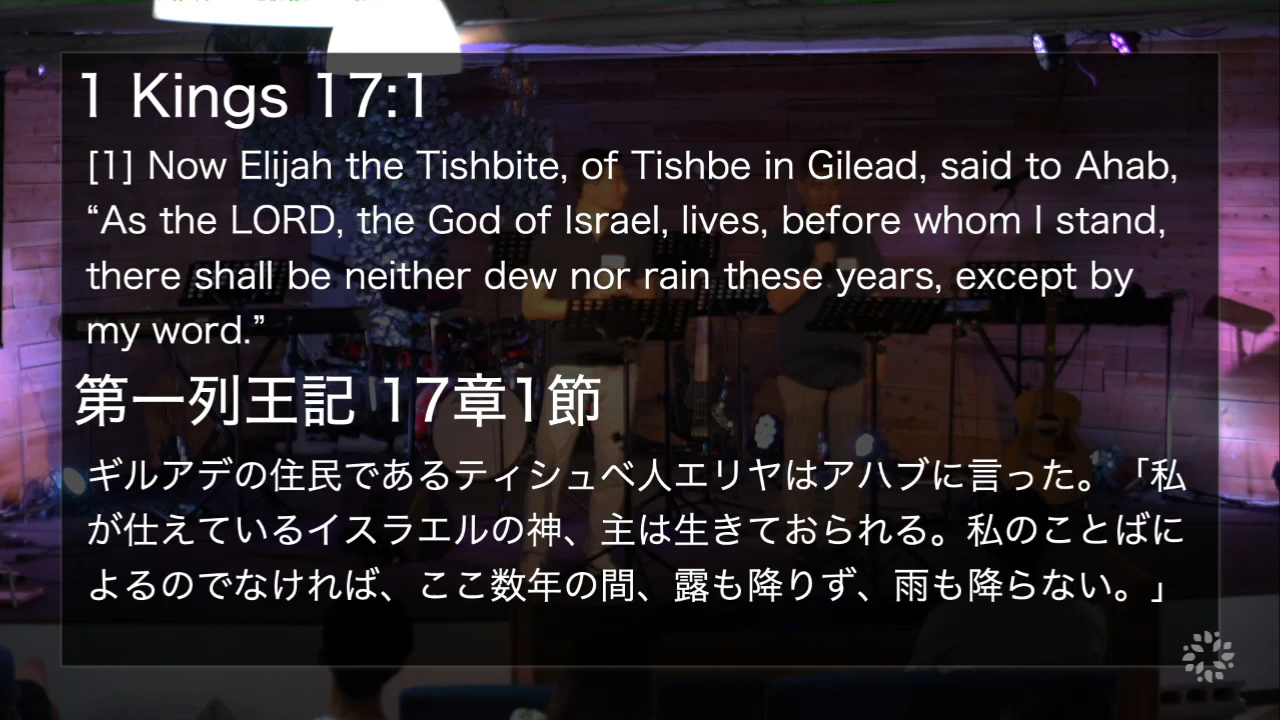 1 Kings 17:1
[1] Now Elijah the Tishbite, of Tishbe in Gilead, said to Ahab,
“As the LORD, the God of Israel, lives, before whom I stand,
there shall be neither dew nor rain these years, except by
my word.”
第一列王記 17章1節
ギルアデの住民であるティシュベ人エリヤはアハブに言った。「私
が仕えているイスラエルの神、主は生きておられる。私のことばに
よるのでなければ、ここ数年の間、露も降りず、雨も降らない。」